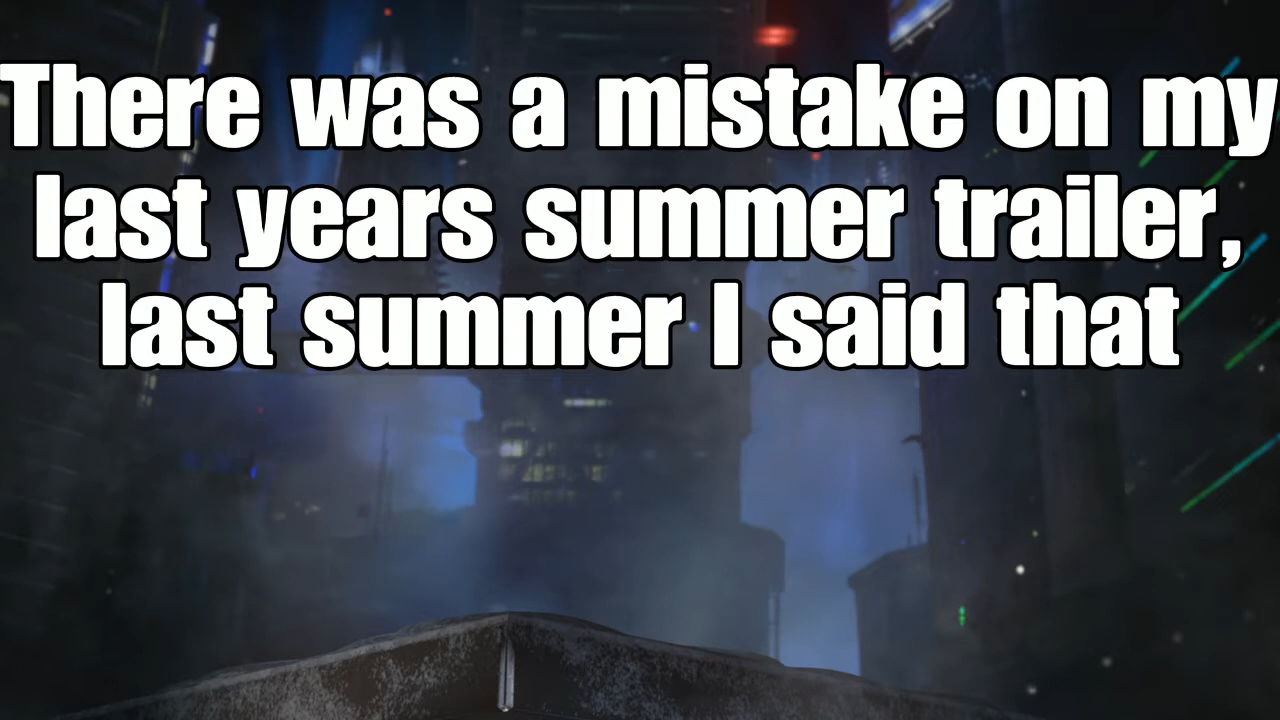 There was a mistake on my
last years summer trailer,
last summer I said that